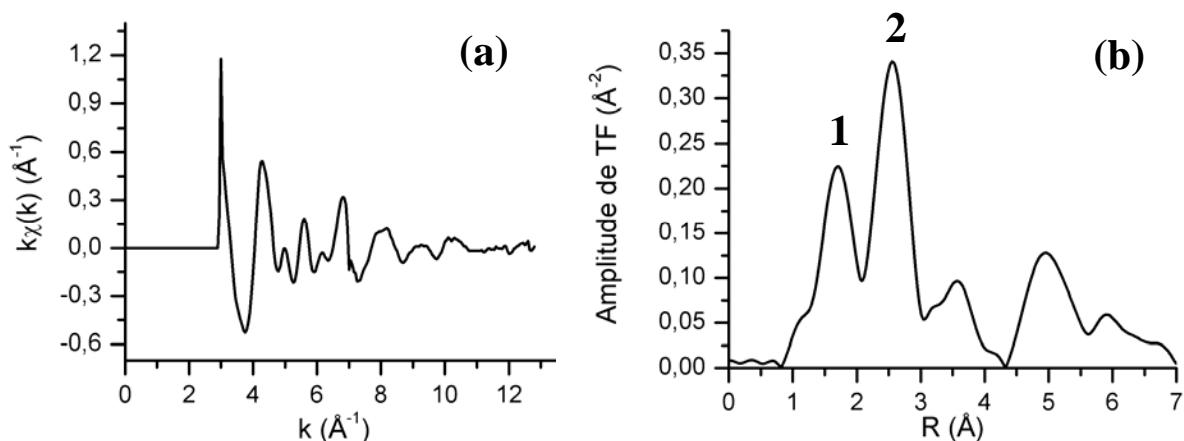 (a)
kχ(k) (Å⁻¹)
1,2
0,9
0,6
0,3
0,0
-0,3
-0,6
0 2 4 6 8 10 12
k (Å⁻¹)
(b)
1
2
Amplitude de TF (Å⁻²)
0,35
0,30
0,25
0,20
0,15
0,10
0,05
0,00
0 1 2 3 4 5 6 7
R (Å)